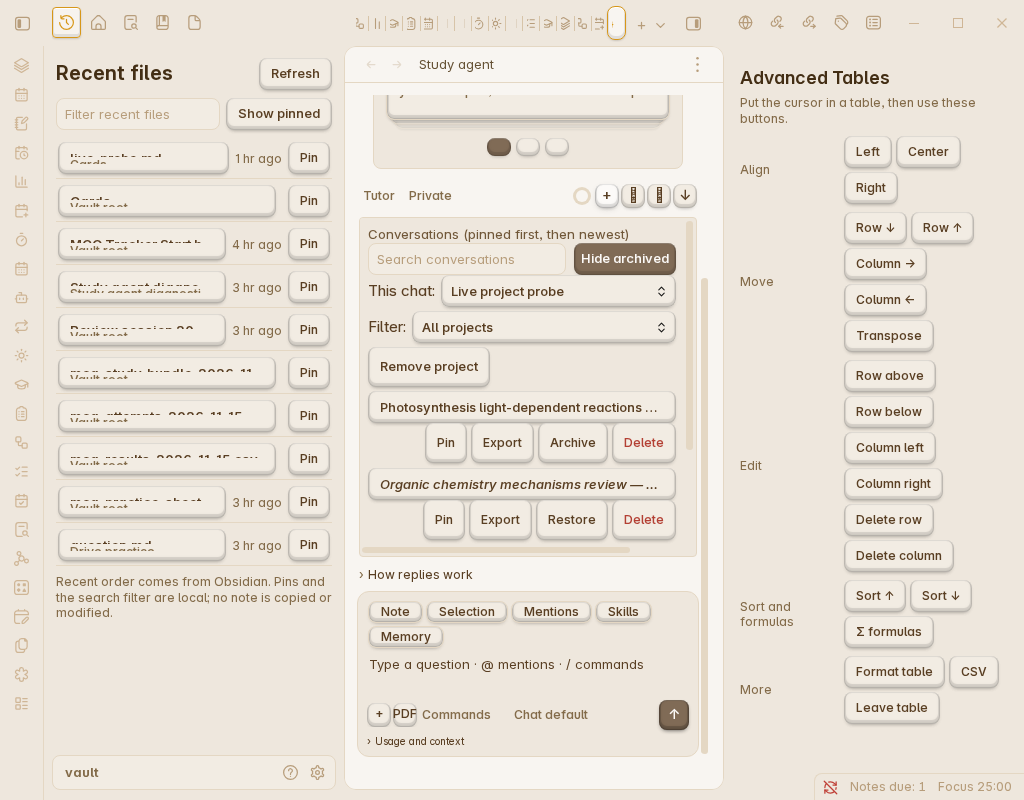 Recent files
Refresh
Filter recent files
Show pinned
1 hr ago
Pin
Pin
4 hr ago
Pin
3 hr ago
Pin
3 hr ago
Pin
Pin
Pin
Pin
3 hr ago
Pin
3 hr ago
Pin
Recent order comes from Obsidian. Pins and
the search filter are local; no note is copied or
modified.
vault
Study agent
Tutor Private
+
Conversations (pinned first, then newest)
Search conversations
Hide archived
This chat: Live project probe
Filter: All projects
Remove project
Photosynthesis light-dependent reactions …
Pin Export Archive Delete
Organic chemistry mechanisms review — …
Pin Export Restore Delete
› How replies work
Note Selection Mentions Skills
Memory
Type a question · @ mentions · / commands
+ PDF Commands Chat default
› Usage and context
Advanced Tables
Put the cursor in a table, then use these
buttons.
Align
Left Center
Right
Move
Row ↓ Row ↑
Column →
Column ←
Transpose
Edit
Row above
Row below
Column left
Column right
Delete row
Delete column
Sort and
formulas
Sort ↑ Sort ↓
Σ formulas
More
Format table CSV
Leave table
Notes due: 1 Focus 25:00